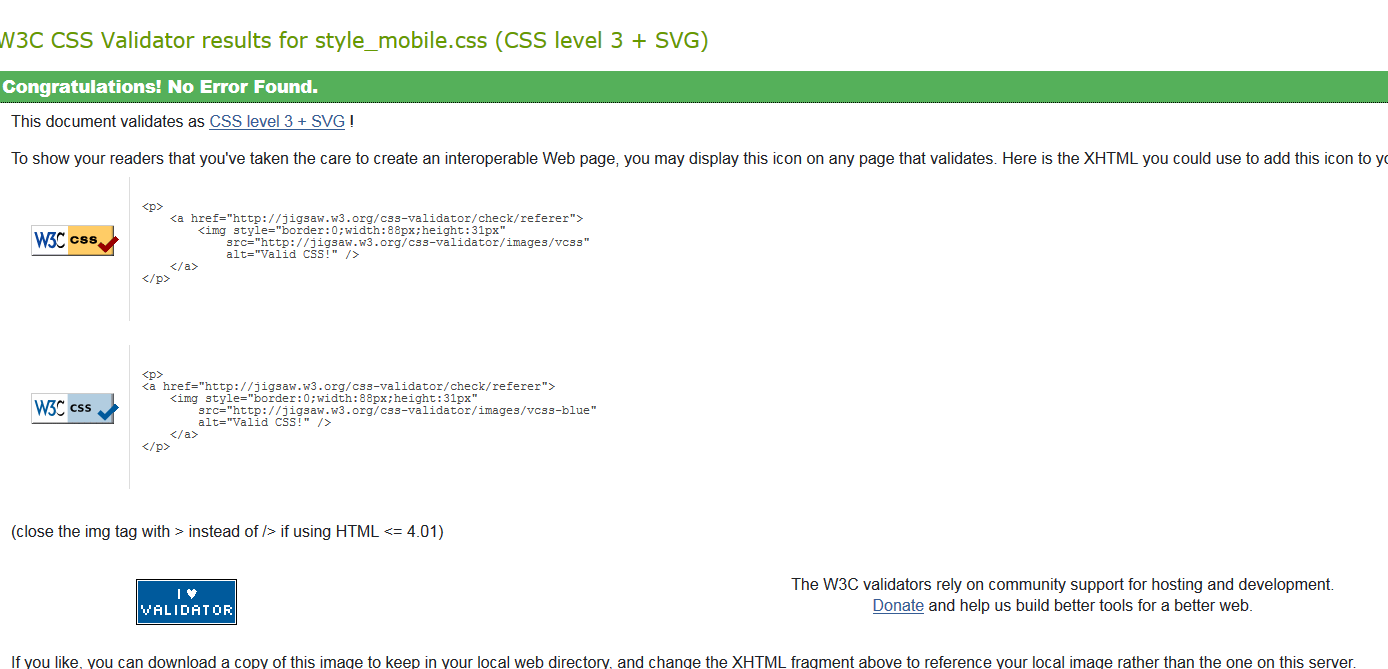 W3C CSS Validator results for style_mobile.css (CSS level 3 + SVG)
Congratulations! No Error Found.
This document validates as CSS level 3 + SVG !
To show your readers that you've taken the care to create an interoperable Web page, you may display this icon on any page that validates. Here is the XHTML you could use to add this icon to
W3C css
<p>
<a href="http://jigsaw.w3.org/css-validator/check/referer">
<img style="border:0;width:88px;height:31px"
src="http://jigsaw.w3.org/css-validator/images/vcss"
alt="Valid CSS!" />
</a>
</p>
W3C css
<p>
<a href="http://jigsaw.w3.org/css-validator/check/referer">
<img style="border:0;width:88px;height:31px"
src="http://jigsaw.w3.org/css-validator/images/vcss-blue"
alt="Valid CSS!" />
</a>
</p>
(close the img tag with > instead of /> if using HTML <= 4.01)
I ♥
VALIDATOR
The W3C validators rely on community support for hosting and development.
Donate and help us build better tools for a better web.
If you like, you can download a copy of this image to keep in your local web directory, and change the XHTML fragment above to reference your local image rather than the one on this server.